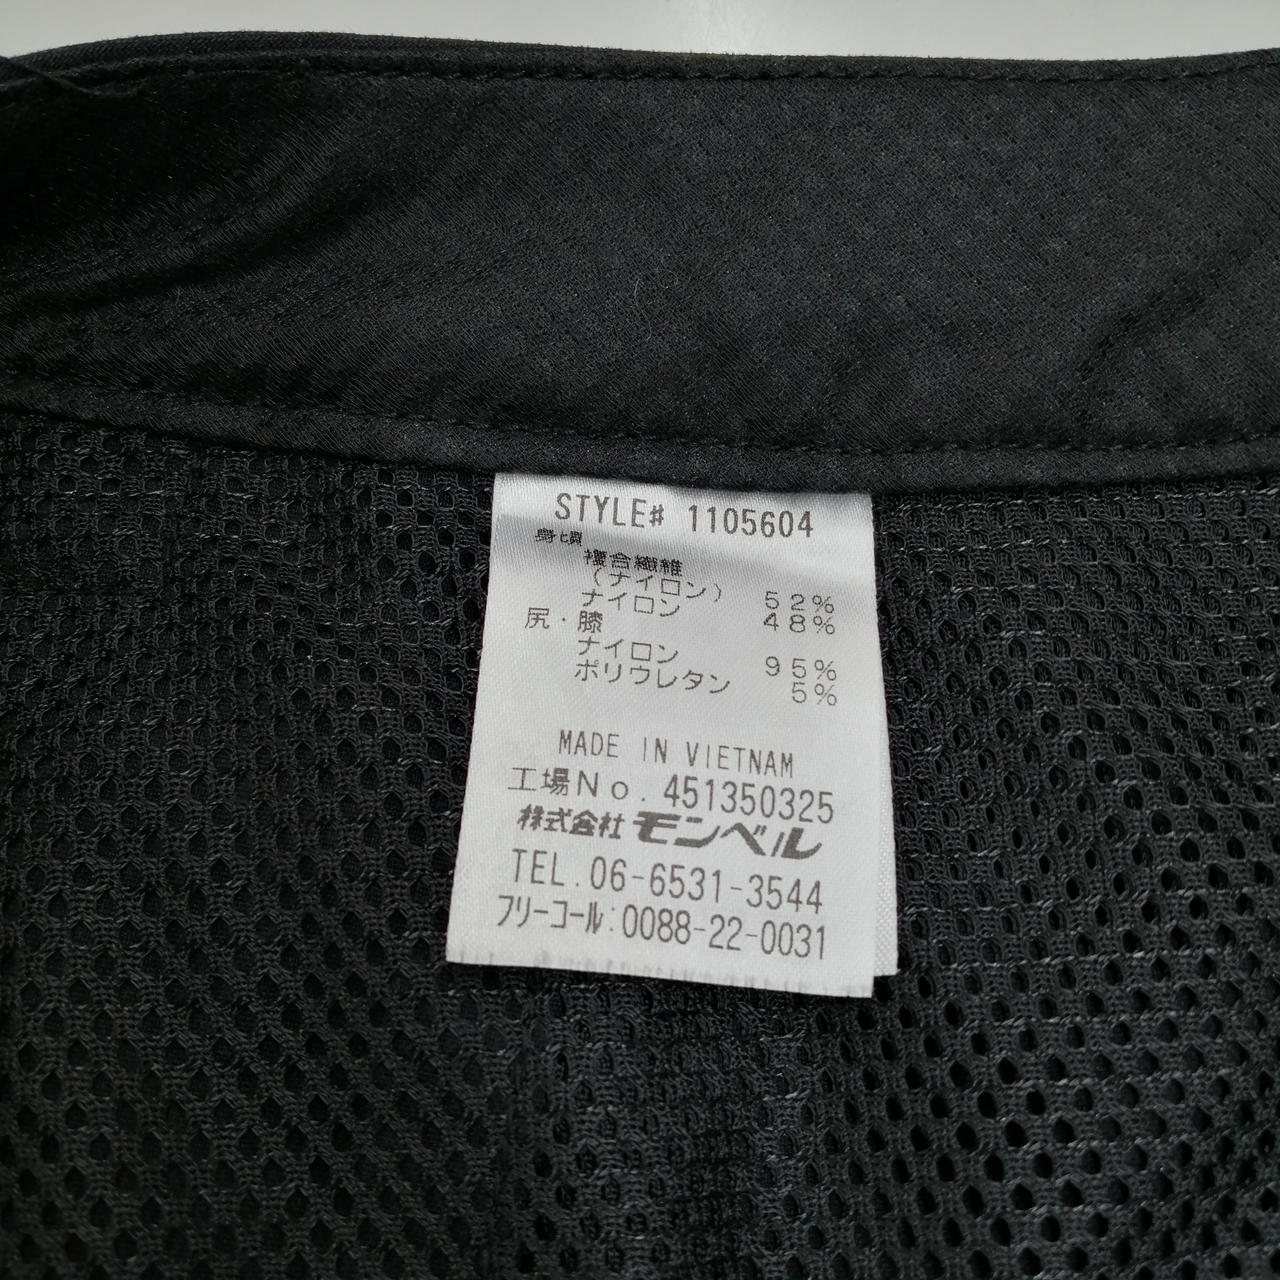 STYLE# 1105604
身頃
複合繊維
(ナイロン) 52%
ナイロン 48%
尻・膝
ナイロン 95%
ポリウレタン 5%
MADE IN VIETNAM
工場No. 451350325
株式会社 モンベル
TEL.06-6531-3544
フリーコール:0088-22-0031